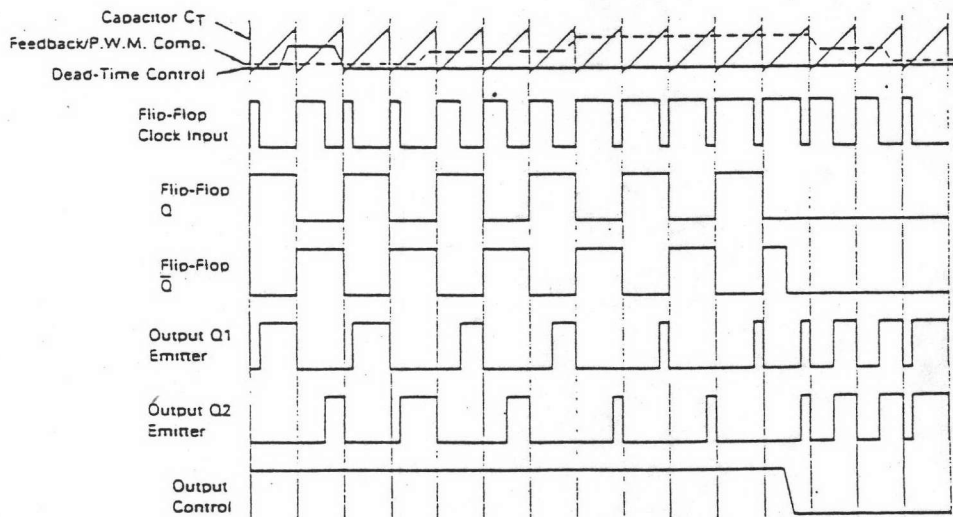 Capacitor CT
Feedback/P.W.M. Comp.
Dead-Time Control
Flip-Flop
Clock Input
Flip-Flop
Q
Flip-Flop
Q̅
Output Q1
Emitter
Output Q2
Emitter
Output
Control